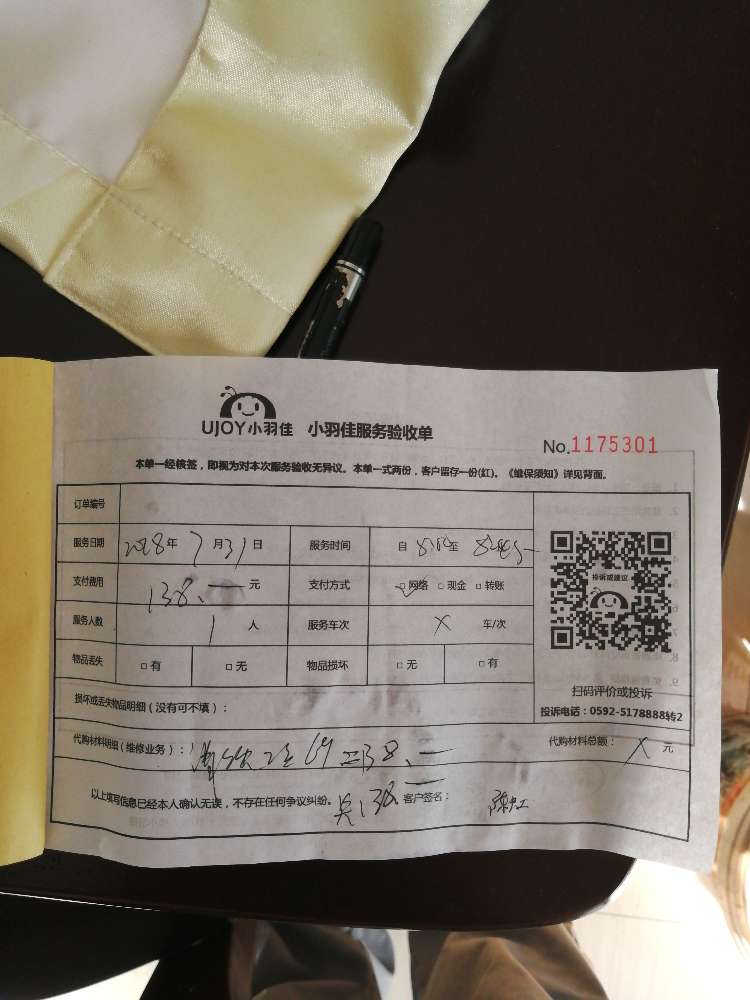 UJOY小羽佳 小羽佳服务验收单
No.1175301
本单一经核签，即视为对本次服务验收无异议。本单一式两份，客户留存一份(红)。《维保须知》详见背面。
订单编号
服务日期 年 7 月 31 日 服务时间 自 至
支付费用 138.一 元 支付方式 □网络 □现金 □转账
服务人数 1 人 服务车次 X 车/次
物品丢失 □有 □无 物品损坏 □无 □有
投诉或建议
扫码评价或投诉
投诉电话：0592-5178888转2
损坏或丢失物品明细（没有可不填）：
代购材料明细（维修业务）： 代购材料总额： X 元
以上填写信息已经本人确认无误，不存在任何争议纠纷。 138. 客户签名：